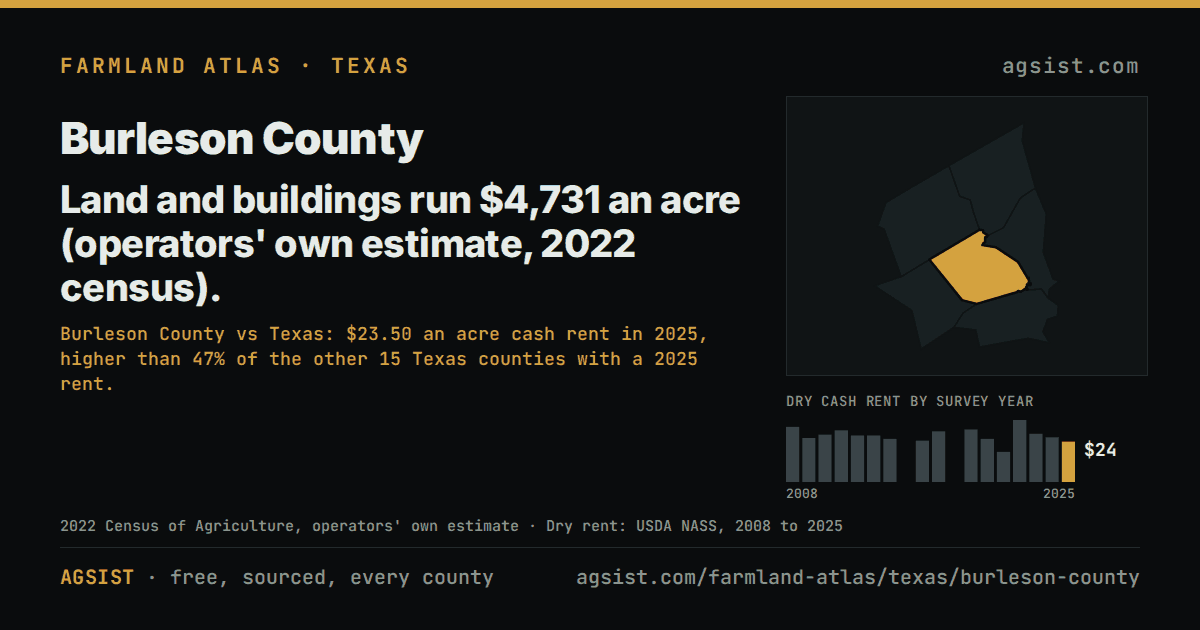 FARMLAND ATLAS · TEXAS
agsist.com
Burleson County
Land and buildings run $4,731 an acre
(operators' own estimate, 2022
census).
Burleson County vs Texas: $23.50 an acre cash rent in 2025,
higher than 47% of the other 15 Texas counties with a 2025
rent.
DRY CASH RENT BY SURVEY YEAR
$24
2008
2025
2022 Census of Agriculture, operators' own estimate · Dry rent: USDA NASS, 2008 to 2025
AGSIST · free, sourced, every county
agsist.com/farmland-atlas/texas/burleson-county